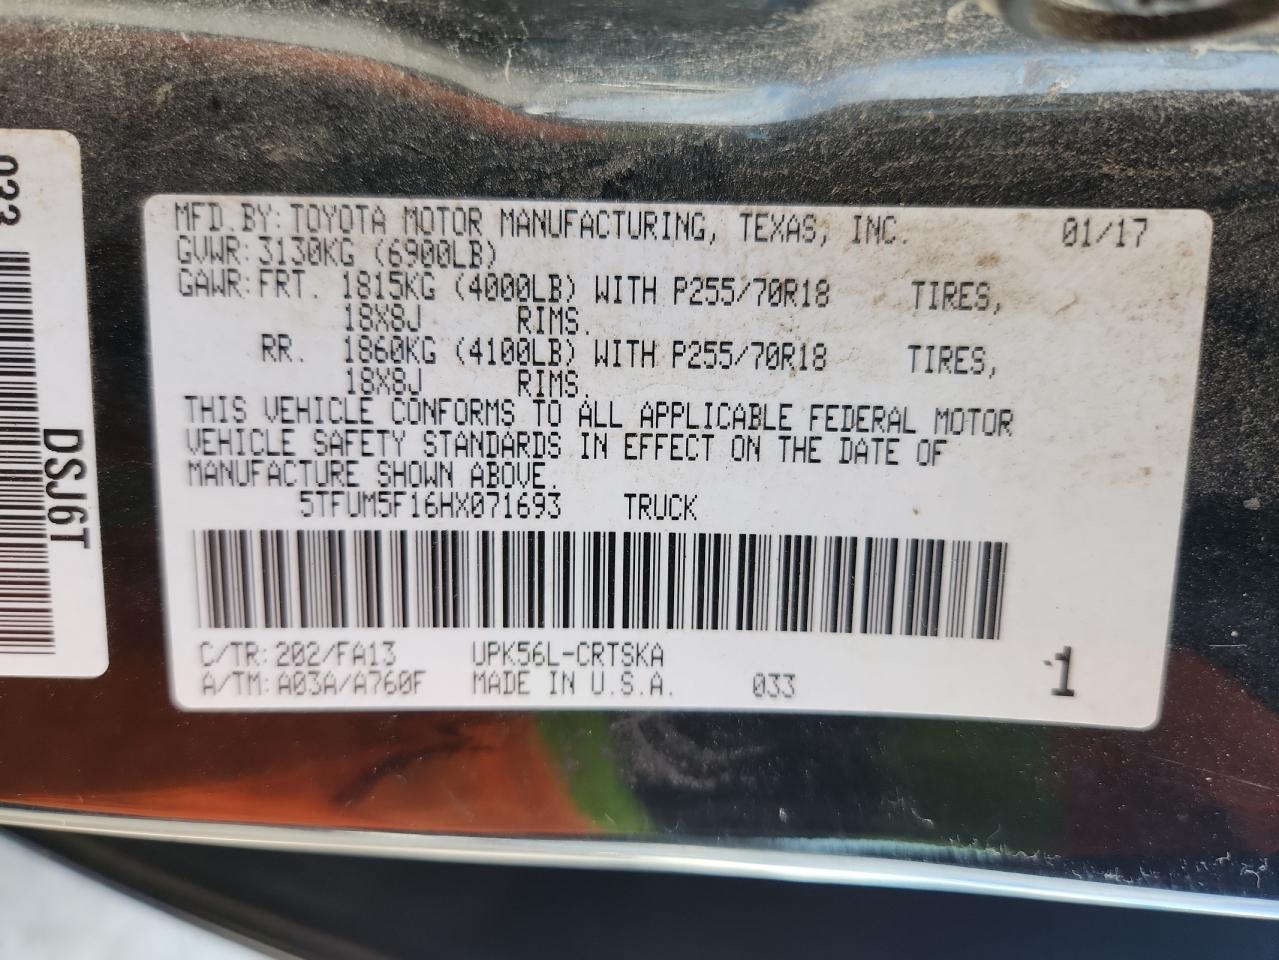 MFD.BY: TOYOTA MOTOR MANUFACTURING, TEXAS, INC. 01/17
GVWR: 3130KG (6900LB)
GAWR: FRT. 1815KG (4000LB) WITH P255/70R18 TIRES,
18X8J RIMS.
RR. 1860KG (4100LB) WITH P255/70R18 TIRES,
18X8J RIMS.
THIS VEHICLE CONFORMS TO ALL APPLICABLE FEDERAL MOTOR
VEHICLE SAFETY STANDARDS IN EFFECT ON THE DATE OF
MANUFACTURE SHOWN ABOVE.
5TFUM5F16HX071693 TRUCK
C/TR: 202/FA13 UPK56L-CRTSKA
A/TM: A03A/A760F MADE IN U.S.A. 033 1
033
DSJ6T